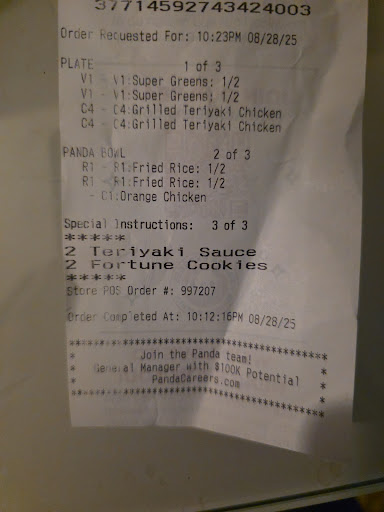 37714592743424003
Order Requested For: 10:23PM 08/28/25
PLATE 1 of 3
V1 - V1:Super Greens: 1/2
V1 - V1:Super Greens: 1/2
C4 - C4:Grilled Teriyaki Chicken
C4 - C4:Grilled Teriyaki Chicken
PANDA BOWL 2 of 3
R1 - R1:Fried Rice: 1/2
R1 - R1:Fried Rice: 1/2
- C1:Orange Chicken
Special Instructions: 3 of 3
*****
2 Teriyaki Sauce
2 Fortune Cookies
*****
Store POS Order #: 997207
Order Completed At: 10:12:16PM 08/28/25
************************************
* Join the Panda team! *
* General Manager with $100K Potential *
* PandaCareers.com *
************************************